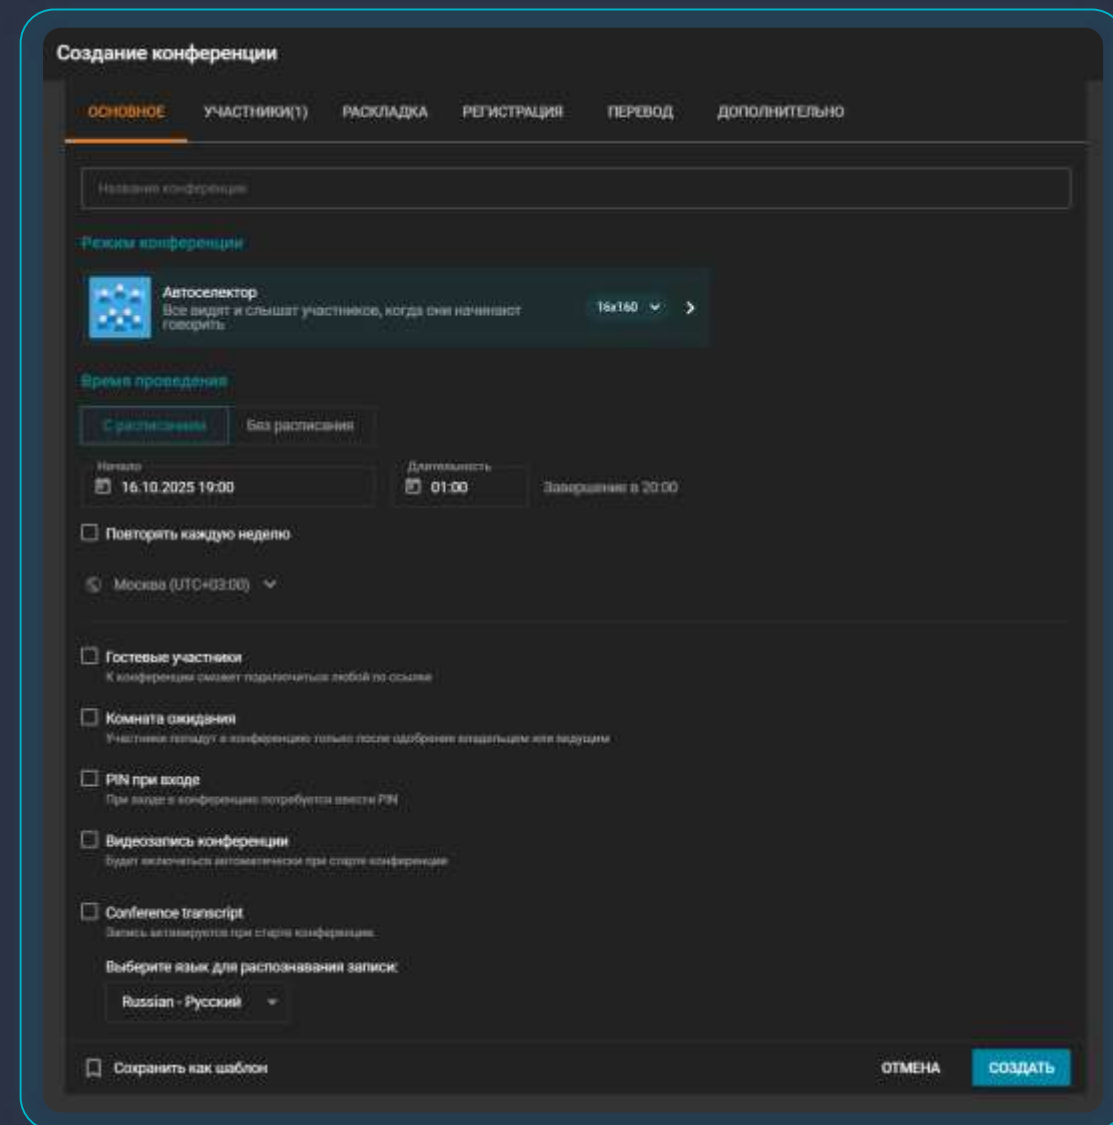 Создание конференции
ОСНОВНОЕ УЧАСТНИКИ(1) РАСКЛАДКА РЕГИСТРАЦИЯ ПЕРЕВОД ДОПОЛНИТЕЛЬНО
Название конференции
Режим конференции
Автоселектор
Все видят и слышат участников, когда они начинают
говорить
16x160
Время проведения
С расписанием Без расписания
Начало Длительность
16.10.2025 19:00 01:00 Завершение в 20:00
Повторять каждую неделю
Москва (UTC+03:00)
Гостевые участники
К конференции сможет подключиться любой по ссылке
Комната ожидания
Участники попадут в конференцию только после одобрения владельцем или ведущим
PIN при входе
При входе в конференцию потребуется ввести PIN
Видеозапись конференции
Будет включаться автоматически при старте конференции
Conference transcript
Запись активируется при старте конференции.
Выберите язык для распознавания записи:
Russian - Русский
Сохранить как шаблон ОТМЕНА СОЗДАТЬ